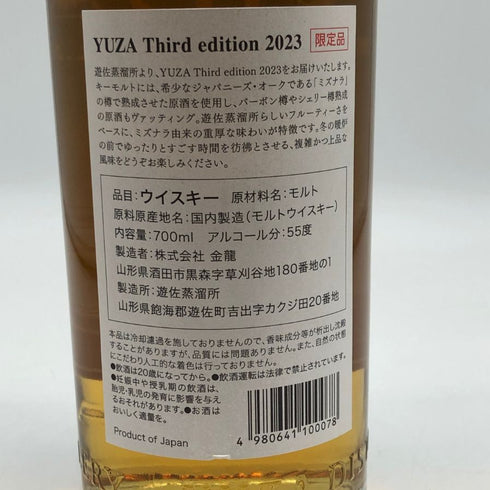 YUZA Third edition 2023 限定品
遊佐蒸溜所より、YUZA Third edition 2023をお届けいたします。
キーモルトには、希少なジャパニーズ・オークである「ミズナラ」
の樽で熟成させた原酒を使用し、バーボン樽やシェリー樽熟成
の原酒もヴァッティング。遊佐蒸溜所らしいフルーティーさを
ベースに、ミズナラ由来の重厚な味わいが特徴です。冬の暖炉
の前でゆったりとすごす時間を彷彿とさせる、複雑かつ上品な
風味をどうぞお楽しみください。
品目:ウイスキー 原材料名:モルト
原料原産地名:国内製造(モルトウイスキー)
内容量:700ml アルコール分:55度
製造者:株式会社 金龍
山形県酒田市黒森字草刈谷地180番地の1
製造所:遊佐蒸溜所
山形県飽海郡遊佐町吉出字カクジ田20番地
本品は冷却濾過を施しておりませんので、香味成分等が析出し沈殿
することがありますが、品質には問題ありません。また、自然の状態
にこだわり人工的な着色は行っておりません。
●飲酒は20歳になってから。●飲酒運転は法律で禁止されています。
●妊娠中や授乳期の飲酒は、
胎児・乳児の発育に影響を与え
るおそれがあります。●お酒は
おいしく適量を。
Product of Japan
4 980641 100078